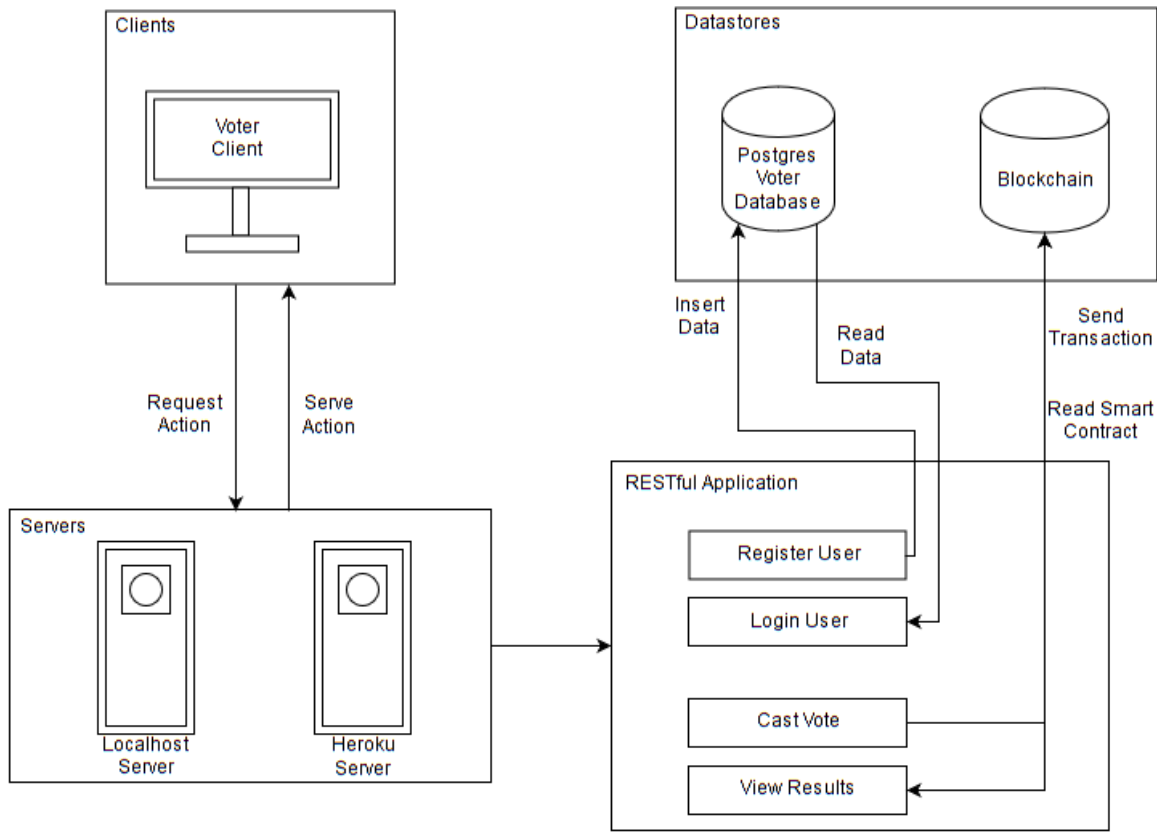 Clients
Voter
Client
Datastores
Postgres
Voter
Database
Blockchain
Insert
Data
Read
Data
Send
Transaction
Read Smart
Contract
Request
Action
Serve
Action
Servers
Localhost
Server
Heroku
Server
RESTful Application
Register User
Login User
Cast Vote
View Results